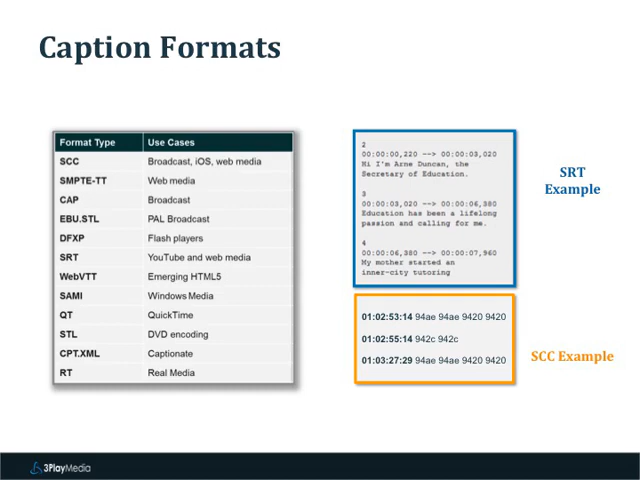 Caption Formats
Format Type Use Cases
SCC Broadcast, iOS, web media
SMPTE-TT Web media
CAP Broadcast
EBU.STL PAL Broadcast
DFXP Flash players
SRT YouTube and web media
WebVTT Emerging HTML5
SAMI Windows Media
QT QuickTime
STL DVD encoding
CPT.XML Captionate
RT Real Media
2
00:00:00,220 --> 00:00:03,020
Hi I'm Arne Duncan, the
Secretary of Education.
3
00:00:03,020 --> 00:00:06,380
Education has been a lifelong
passion and calling for me.
4
00:00:06,380 --> 00:00:07,960
My mother started an
inner-city tutoring
SRT
Example
01:02:53:14 94ae 94ae 9420 9420
01:02:55:14 942c 942c
01:03:27:29 94ae 94ae 9420 9420
SCC Example
3PlayMedia